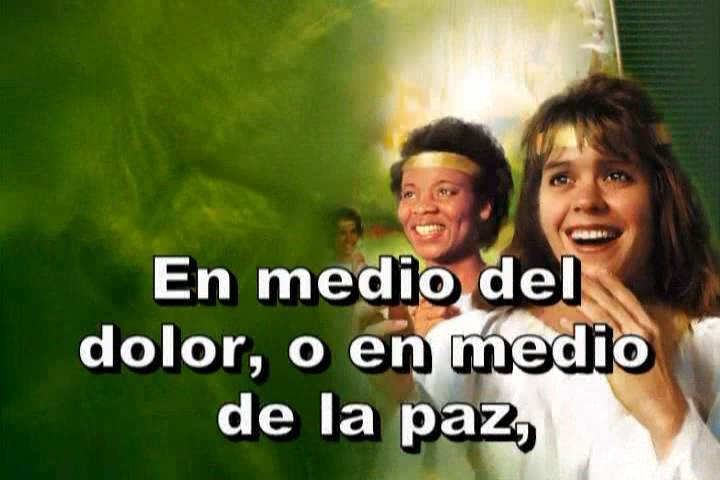 En medio del
dolor, o en medio
de la paz,